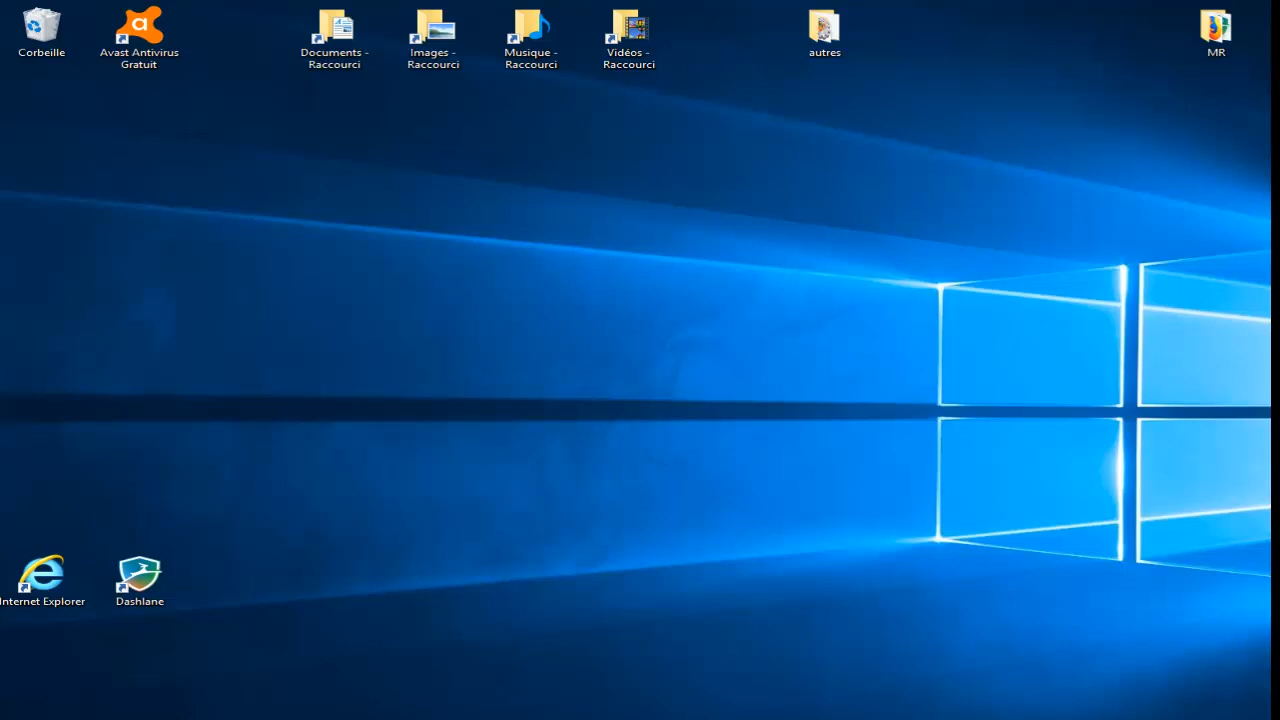 Corbeille
Avast Antivirus
Gratuit
Documents -
Raccourci
Images -
Raccourci
Musique -
Raccourci
Vidéos -
Raccourci
autres
MR
Internet Explorer
Dashlane